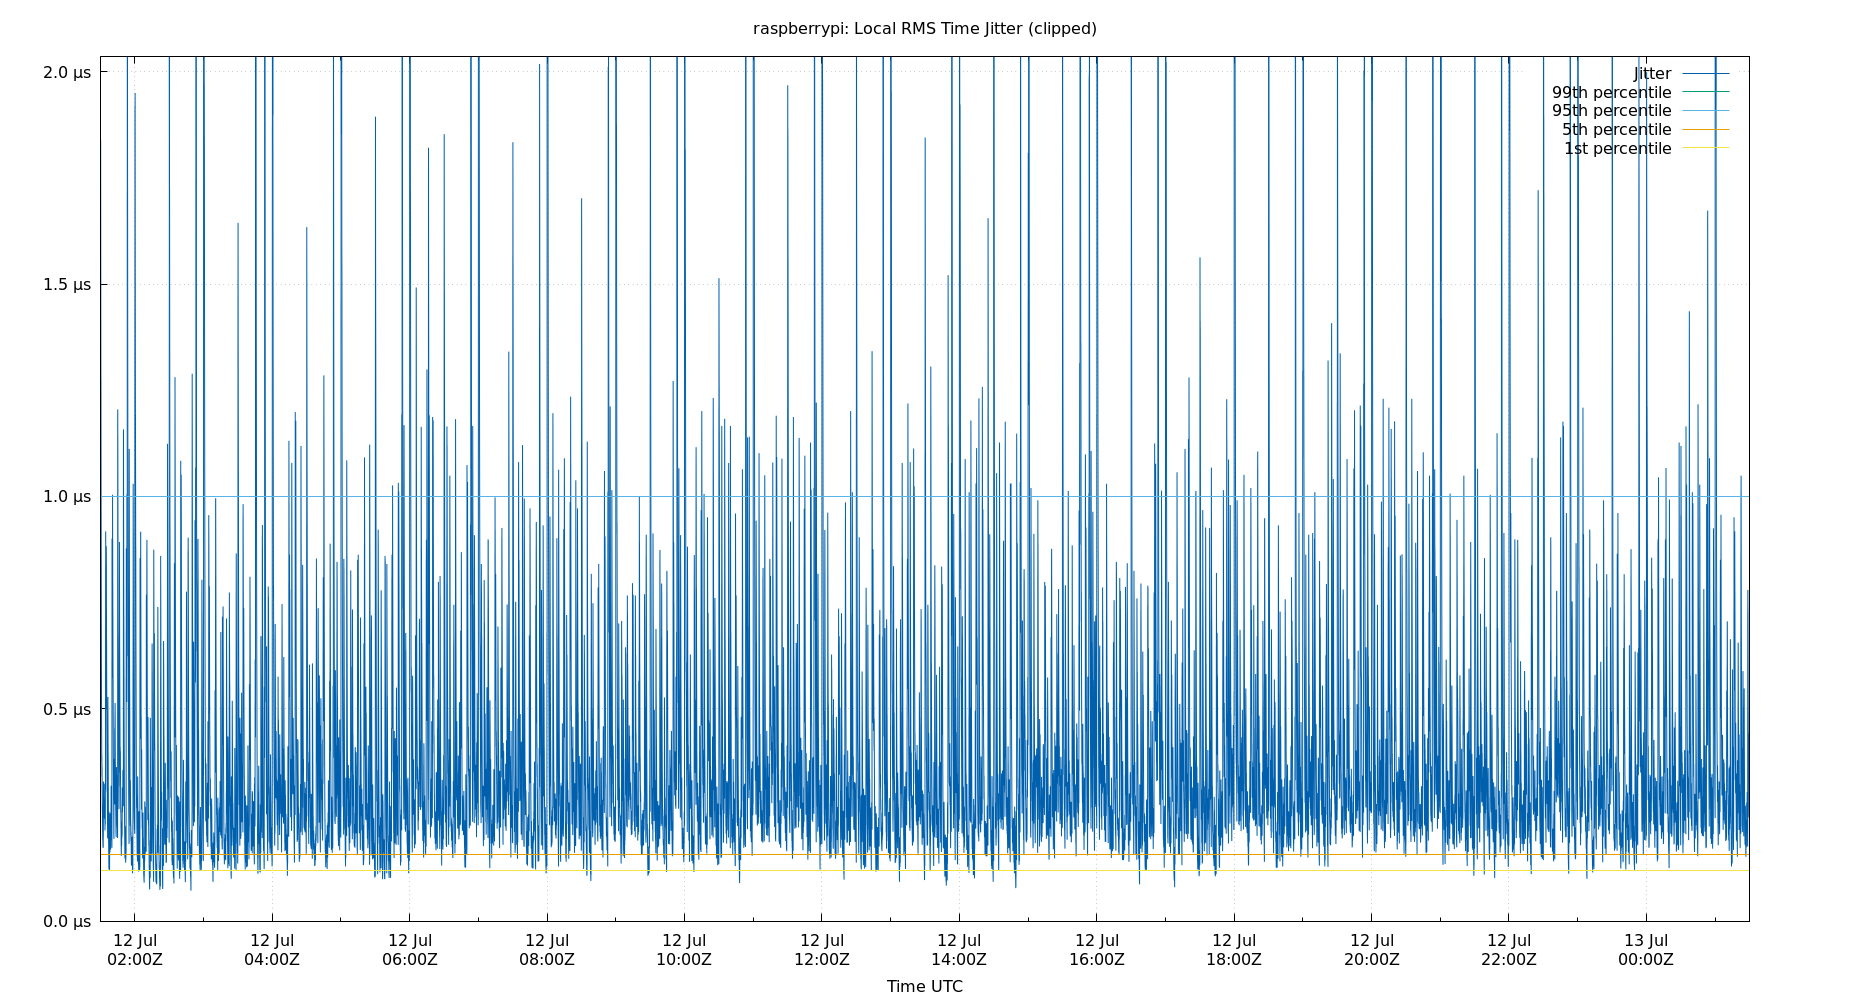 raspberrypi: Local RMS Time Jitter (clipped)
2.0 µs
1.5 µs
1.0 µs
0.5 µs
0.0 µs
Jitter
99th percentile
95th percentile
5th percentile
1st percentile
12 Jul 12 Jul 12 Jul 12 Jul 12 Jul 12 Jul 12 Jul 12 Jul 12 Jul 12 Jul 12 Jul 13 Jul
02:00Z 04:00Z 06:00Z 08:00Z 10:00Z 12:00Z 14:00Z 16:00Z 18:00Z 20:00Z 22:00Z 00:00Z
Time UTC